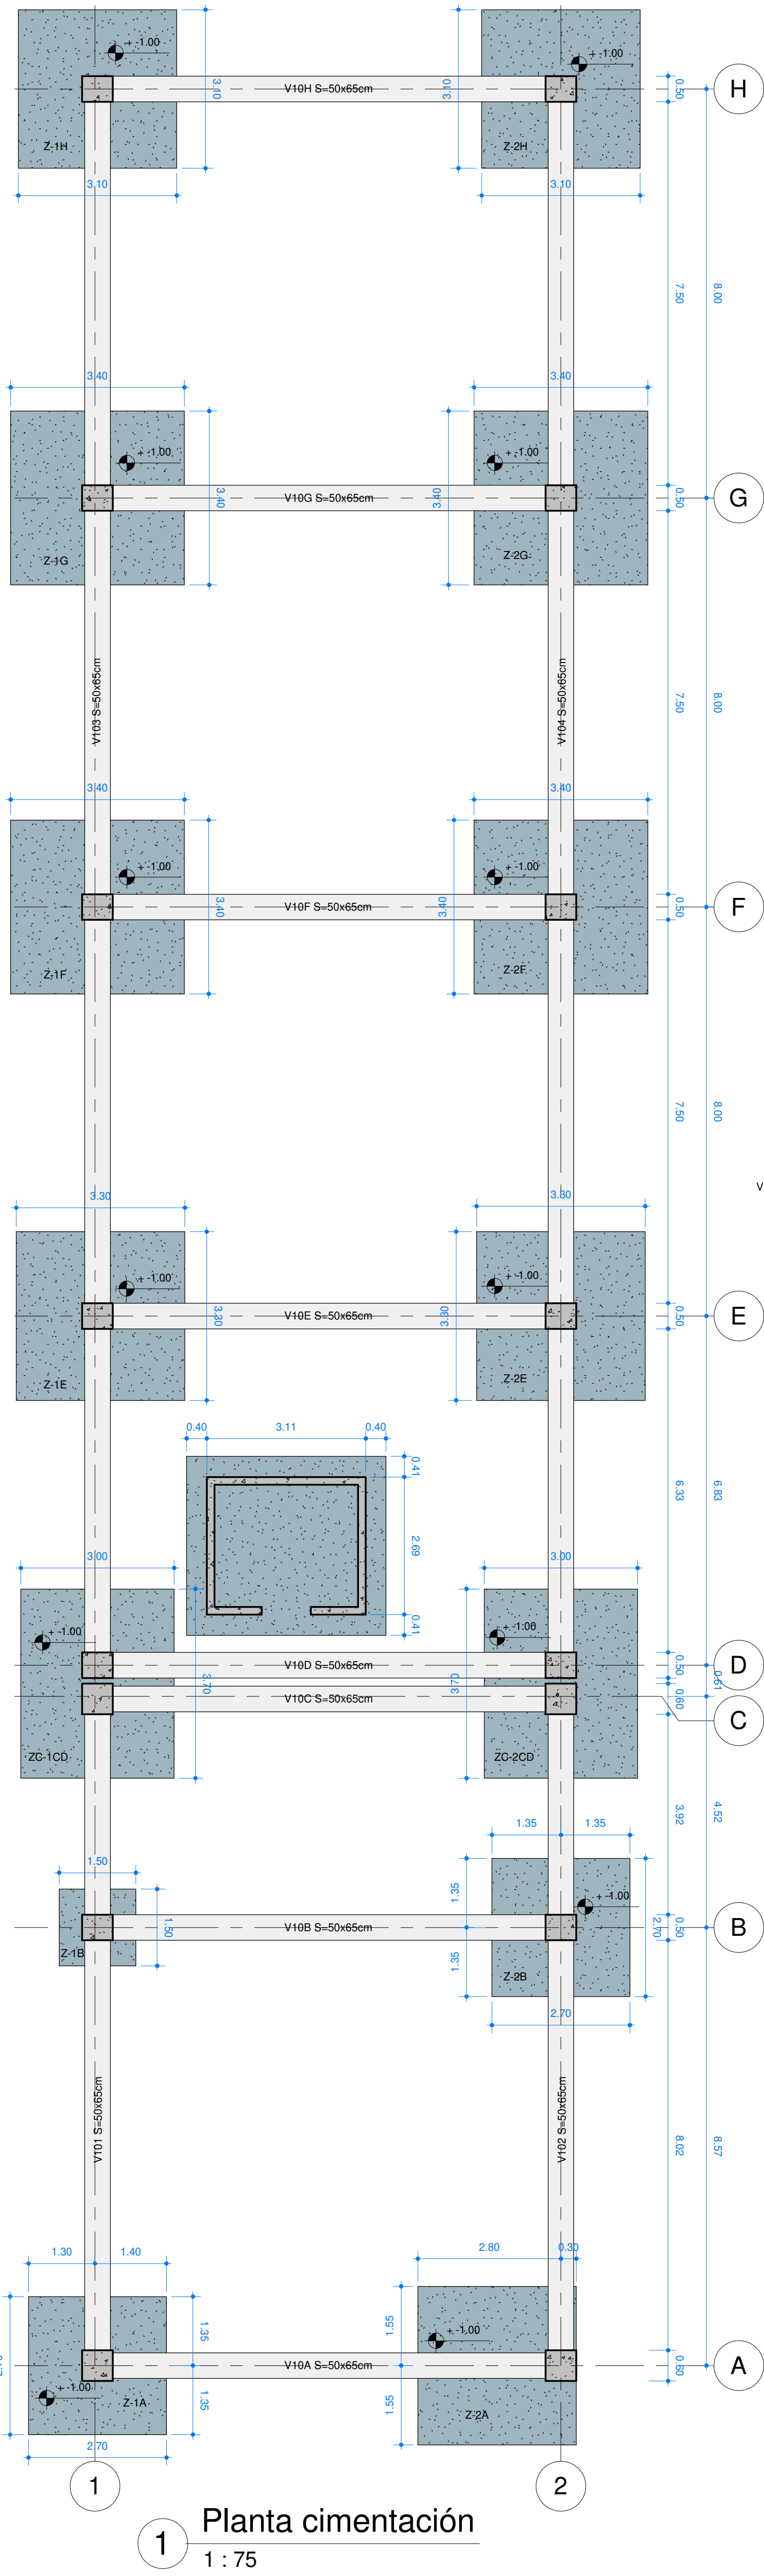 + -1.00
+ -1.00
3.10
3.10
0.50
V10H S=50x65cm
H
Z-1H
Z-2H
3.10
3.10
7.50
8.00
3.40
3.40
+ -1.00
+ -1.00
3.40
3.40
0.50
V10G S=50x65cm
G
Z-1G
Z-2G
V103 S=50x65cm
V104 S=50x65cm
7.50
8.00
3.40
3.40
+ -1.00
+ -1.00
3.40
3.40
0.50
V10F S=50x65cm
F
Z-1F
Z-2F
7.50
8.00
V
3.30
3.30
+ -1.00
+ -1.00
3.30
3.30
0.50
V10E S=50x65cm
E
Z-1E
Z-2E
0.40
3.11
0.40
0.41
2.69
0.41
6.33
6.83
3.00
3.00
+ -1.00
+ -1.00
V10D S=50x65cm
D
0.50
0.61
3.70
3.70
V10C S=50x65cm
0.60
C
ZC-1CD
ZC-2CD
3.92
4.52
1.35
1.35
1.50
1.35
+ -1.00
V10B S=50x65cm
1.50
2.70
0.50
B
Z-1B
1.35
Z-2B
2.70
V101 S=50x65cm
V102 S=50x65cm
8.02
8.57
1.30
1.40
2.80
0.30
1.35
1.55
+ -1.00
V10A S=50x65cm
0.60
A
+ -1.00
Z-1A
1.35
1.55
Z-2A
2.70
1
2
1
Planta cimentación
1 : 75